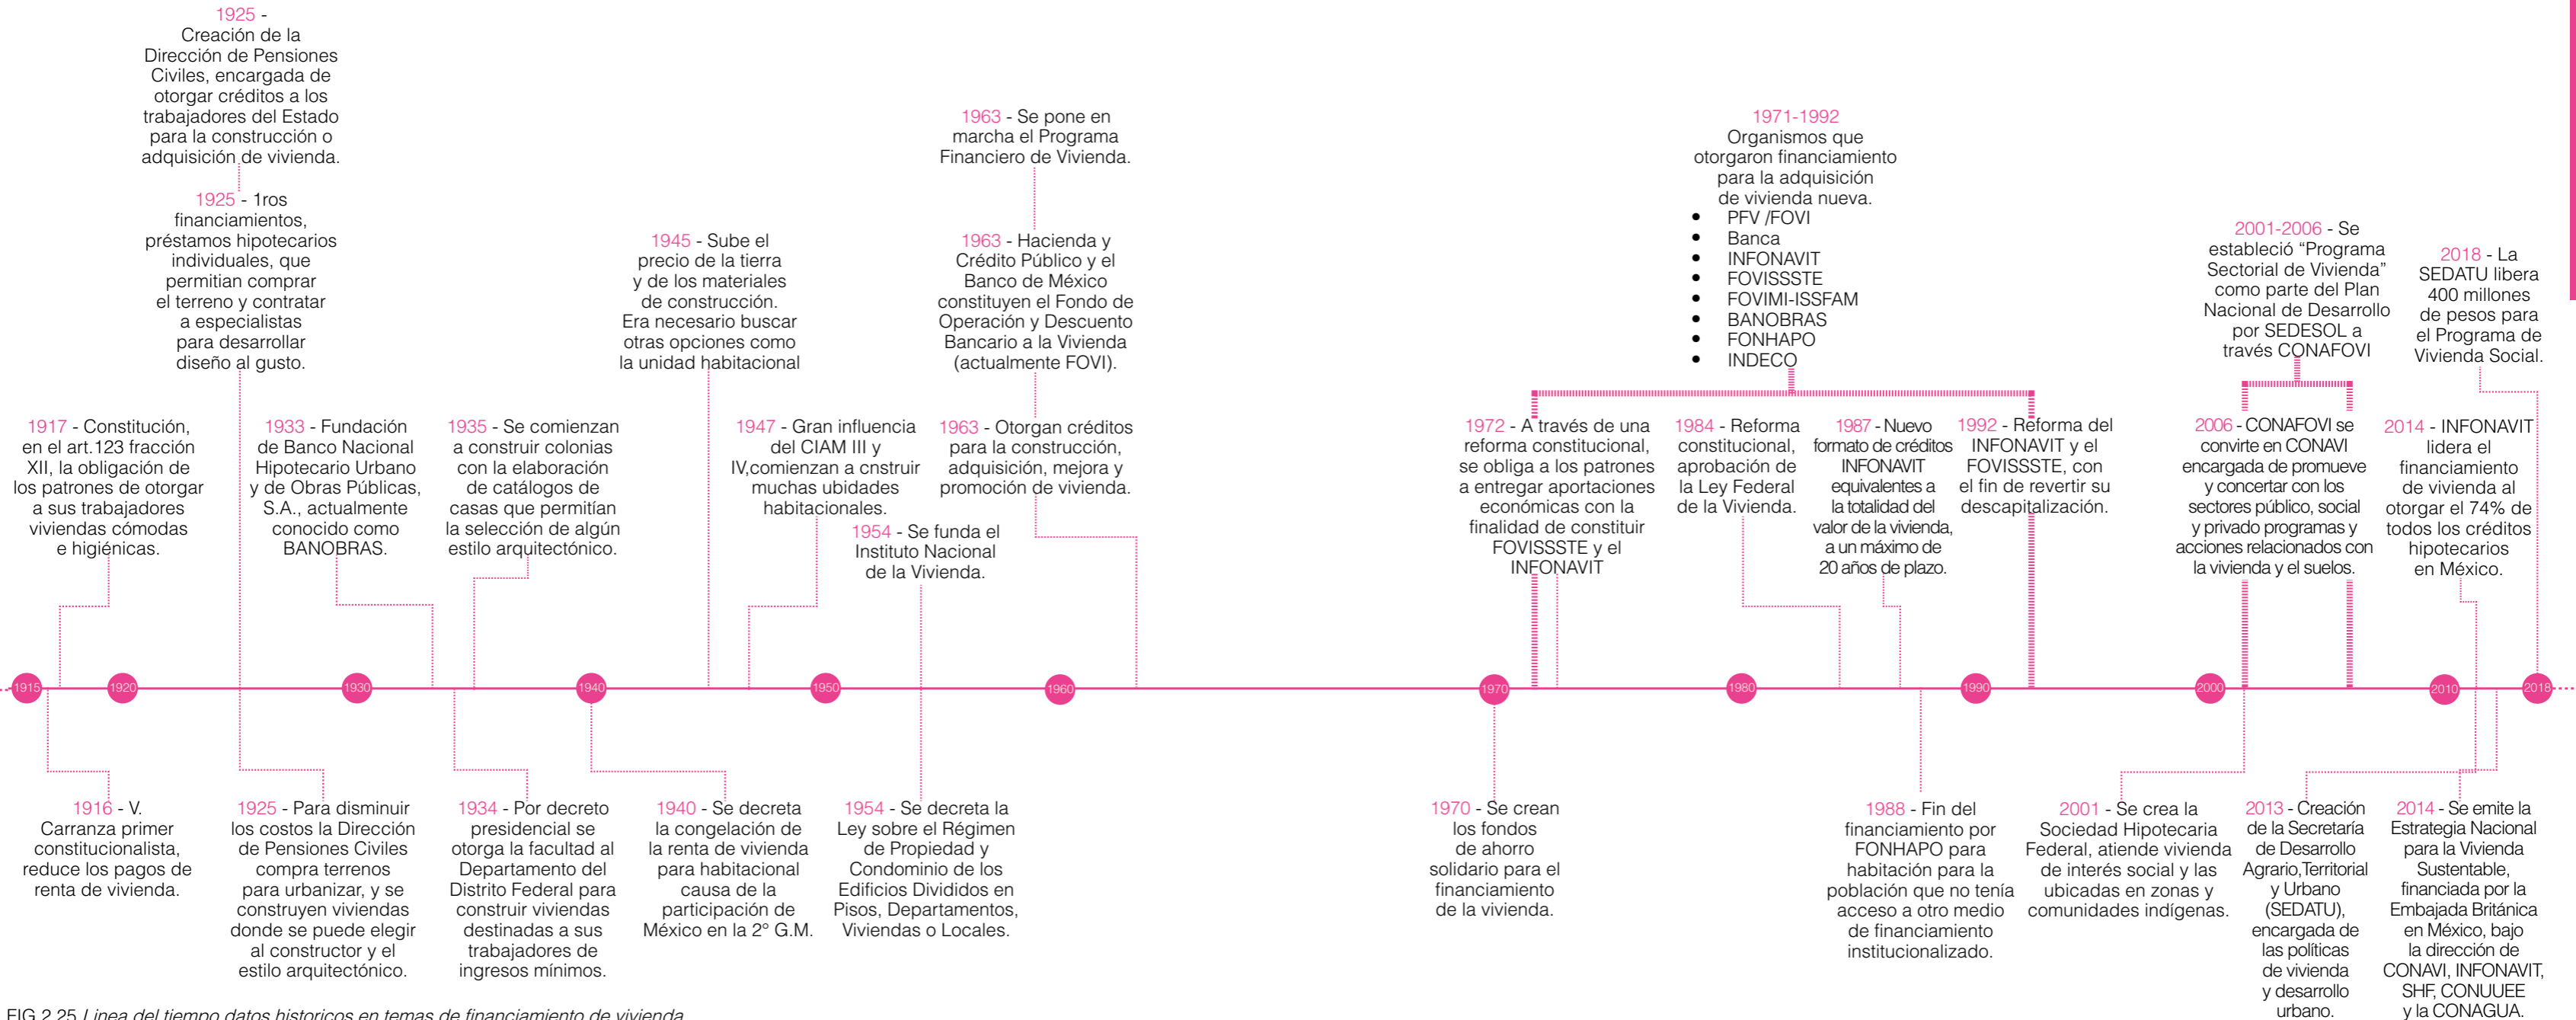 1925 -
Creación de la
Dirección de Pensiones
Civiles, encargada de
otorgar créditos a los
trabajadores del Estado
para la construcción o
adquisición de vivienda.
1925 - 1ros
financiamientos,
préstamos hipotecarios
individuales, que
permitian comprar
el terreno y contratar
a especialistas
para desarrollar
diseño al gusto.
1945 - Sube el
precio de la tierra
y de los materiales
de construcción.
Era necesario buscar
otras opciones como
la unidad habitacional
1963 - Se pone en
marcha el Programa
Financiero de Vivienda.
1963 - Hacienda y
Crédito Público y el
Banco de México
constituyen el Fondo de
Operación y Descuento
Bancario a la Vivienda
(actualmente FOVI).
1971-1992
Organismos que
otorgaron financiamiento
para la adquisición
de vivienda nueva.
• PFV /FOVI
• Banca
• INFONAVIT
• FOVISSSTE
• FOVIMI-ISSFAM
• BANOBRAS
• FONHAPO
• INDECO
2001-2006 - Se
estableció “Programa
Sectorial de Vivienda”
como parte del Plan
Nacional de Desarrollo
por SEDESOL a
través CONAFOVI
2018 - La
SEDATU libera
400 millones
de pesos para
el Programa de
Vivienda Social.
1917 - Constitución,
en el art.123 fracción
XII, la obligación de
los patrones de otorgar
a sus trabajadores
viviendas cómodas
e higiénicas.
1933 - Fundación
de Banco Nacional
Hipotecario Urbano
y de Obras Públicas,
S.A., actualmente
conocido como
BANOBRAS.
1935 - Se comienzan
a construir colonias
con la elaboración
de catálogos de
casas que permitían
la selección de algún
estilo arquitectónico.
1947 - Gran influencia
del CIAM III y
IV,comienzan a cnstruir
muchas ubidades
habitacionales.
1954 - Se funda el
Instituto Nacional
de la Vivienda.
1963 - Otorgan créditos
para la construcción,
adquisición, mejora y
promoción de vivienda.
1972 - A través de una
reforma constitucional,
se obliga a los patrones
a entregar aportaciones
económicas con la
finalidad de constituir
FOVISSSTE y el
INFONAVIT
1984 - Reforma
constitucional,
aprobación de
la Ley Federal
de la Vivienda.
1987 - Nuevo
formato de créditos
INFONAVIT
equivalentes a
la totalidad del
valor de la vivienda,
a un máximo de
20 años de plazo.
1992 - Reforma del
INFONAVIT y el
FOVISSSTE, con
el fin de revertir su
descapitalización.
2006 - CONAFOVI se
convirte en CONAVI
encargada de promueve
y concertar con los
sectores público, social
y privado programas y
acciones relacionados con
la vivienda y el suelos.
2014 - INFONAVIT
lidera el
financiamiento
de vivienda al
otorgar el 74% de
todos los créditos
hipotecarios
en México.
1915 1920 1930 1940 1950 1960 1970 1980 1990 2000 2010 2018
1916 - V.
Carranza primer
constitucionalista,
reduce los pagos de
renta de vivienda.
1925 - Para disminuir
los costos la Dirección
de Pensiones Civiles
compra terrenos
para urbanizar, y se
construyen viviendas
donde se puede elegir
al constructor y el
estilo arquitectónico.
1934 - Por decreto
presidencial se
otorga la facultad al
Departamento del
Distrito Federal para
construir viviendas
destinadas a sus
trabajadores de
ingresos mínimos.
1940 - Se decreta
la congelación de
la renta de vivienda
para habitacional
causa de la
participación de
México en la 2º G.M.
1954 - Se decreta la
Ley sobre el Régimen
de Propiedad y
Condominio de los
Edificios Divididos en
Pisos, Departamentos,
Viviendas o Locales.
1970 - Se crean
los fondos
de ahorro
solidario para el
financiamiento
de la vivienda.
1988 - Fin del
financiamiento por
FONHAPO para
habitación para la
población que no tenía
acceso a otro medio
de financiamiento
institucionalizado.
2001 - Se crea la
Sociedad Hipotecaria
Federal, atiende vivienda
de interés social y las
ubicadas en zonas y
comunidades indígenas.
2013 - Creación
de la Secretaría
de Desarrollo
Agrario,Territorial
y Urbano
(SEDATU),
encargada de
las políticas
de vivienda
y desarrollo
urbano.
2014 - Se emite la
Estrategia Nacional
para la Vivienda
Sustentable,
financiada por la
Embajada Británica
en México, bajo
la dirección de
CONAVI, INFONAVIT,
SHF, CONUUEE
y la CONAGUA.
FIG 2.25 Línea del tiempo datos historicos en temas de financiamiento de vivienda